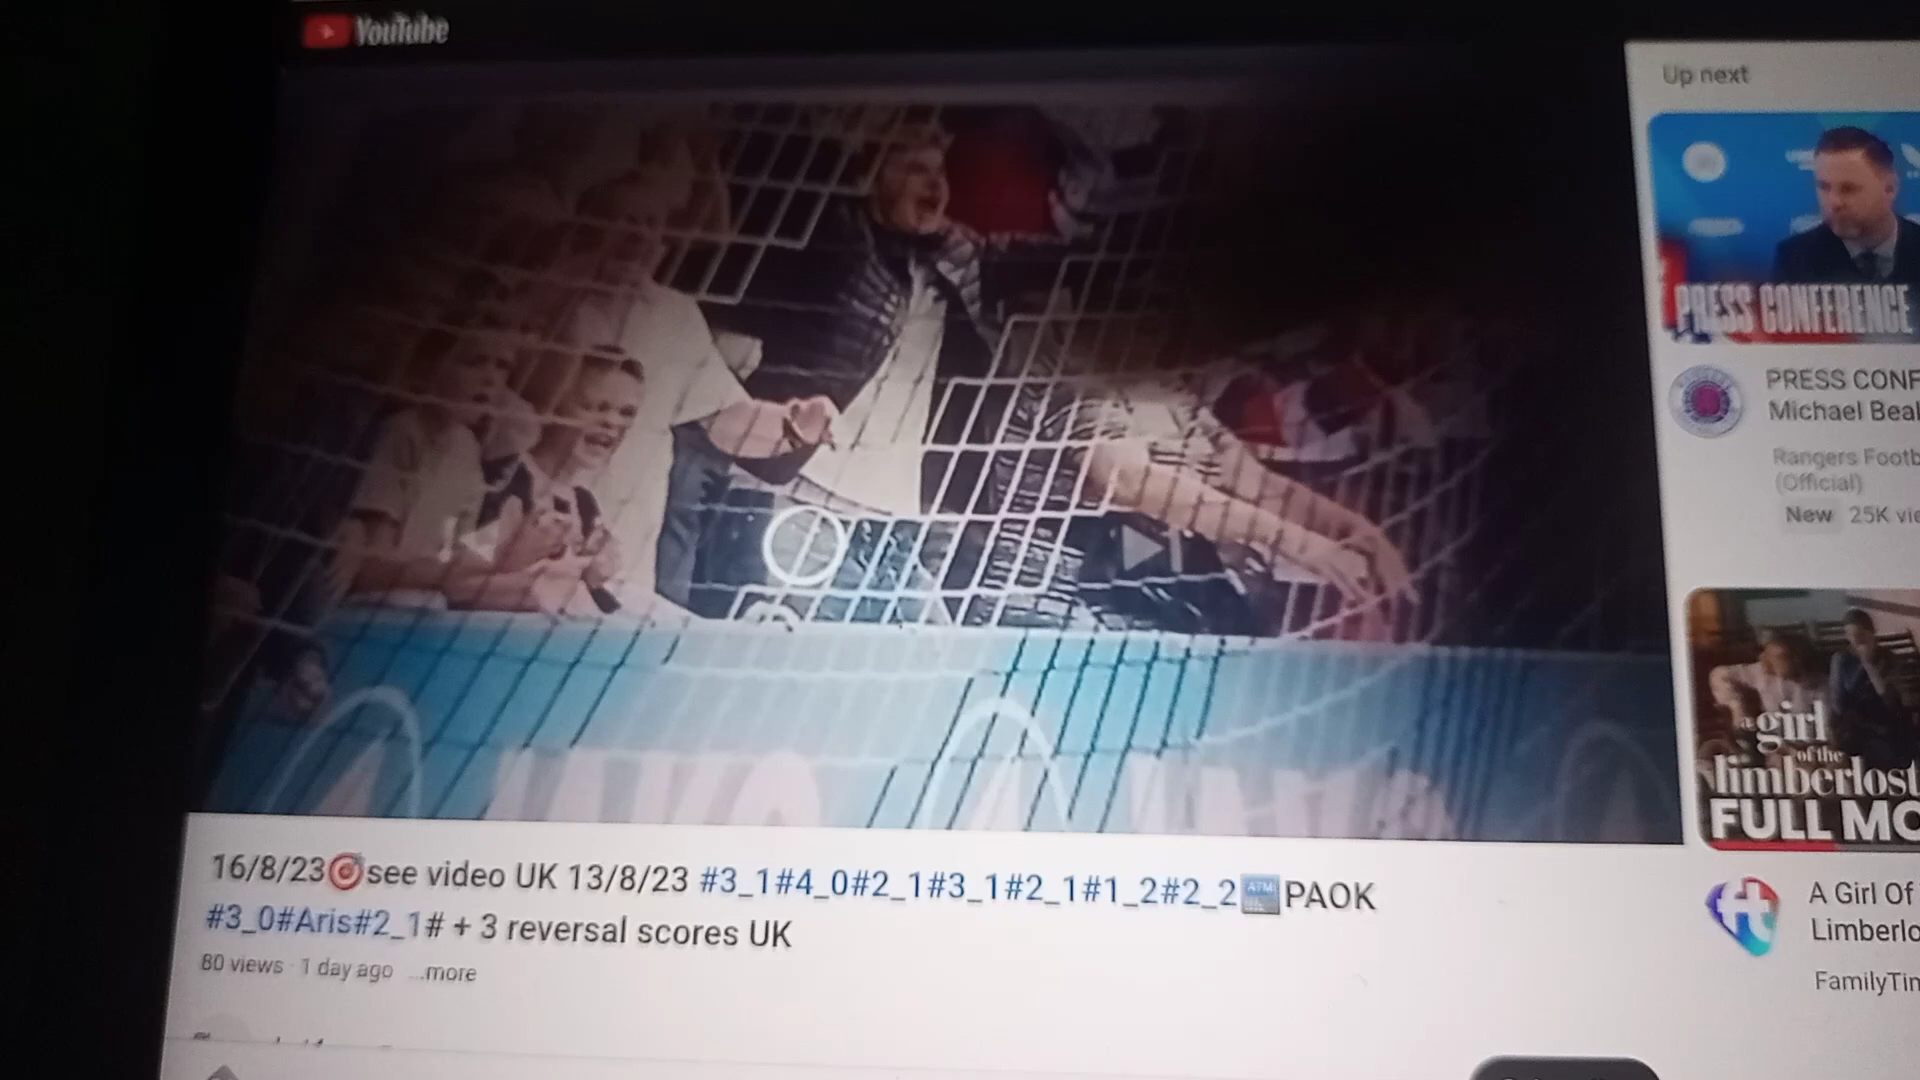 YouTube
Up next
PRESS CONFERENCE
PRESS CONF
Michael Beal
Rangers Footb
(Official)
New 25K vie
a girl
of the
limberlost
FULL MO
A Girl Of
Limberlo
FamilyTim
16/8/23🎯see video UK 13/8/23 #3_1#4_0#2_1#3_1#2_1#1_2#2_2🏧PAOK
#3_0#Aris#2_1# + 3 reversal scores UK
80 views · 1 day ago ...more